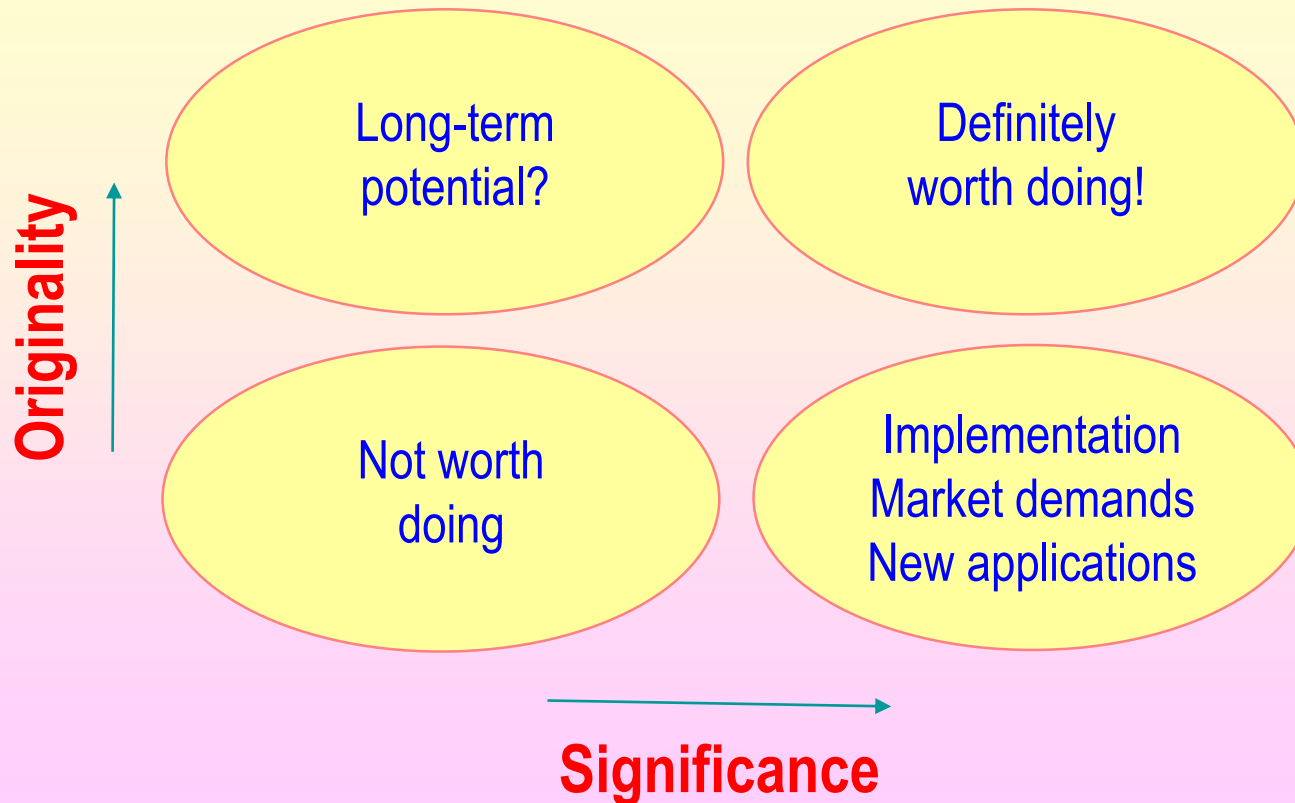 Originality
Long-term
potential?
Definitely
worth doing!
Not worth
doing
Implementation
Market demands
New applications
Significance